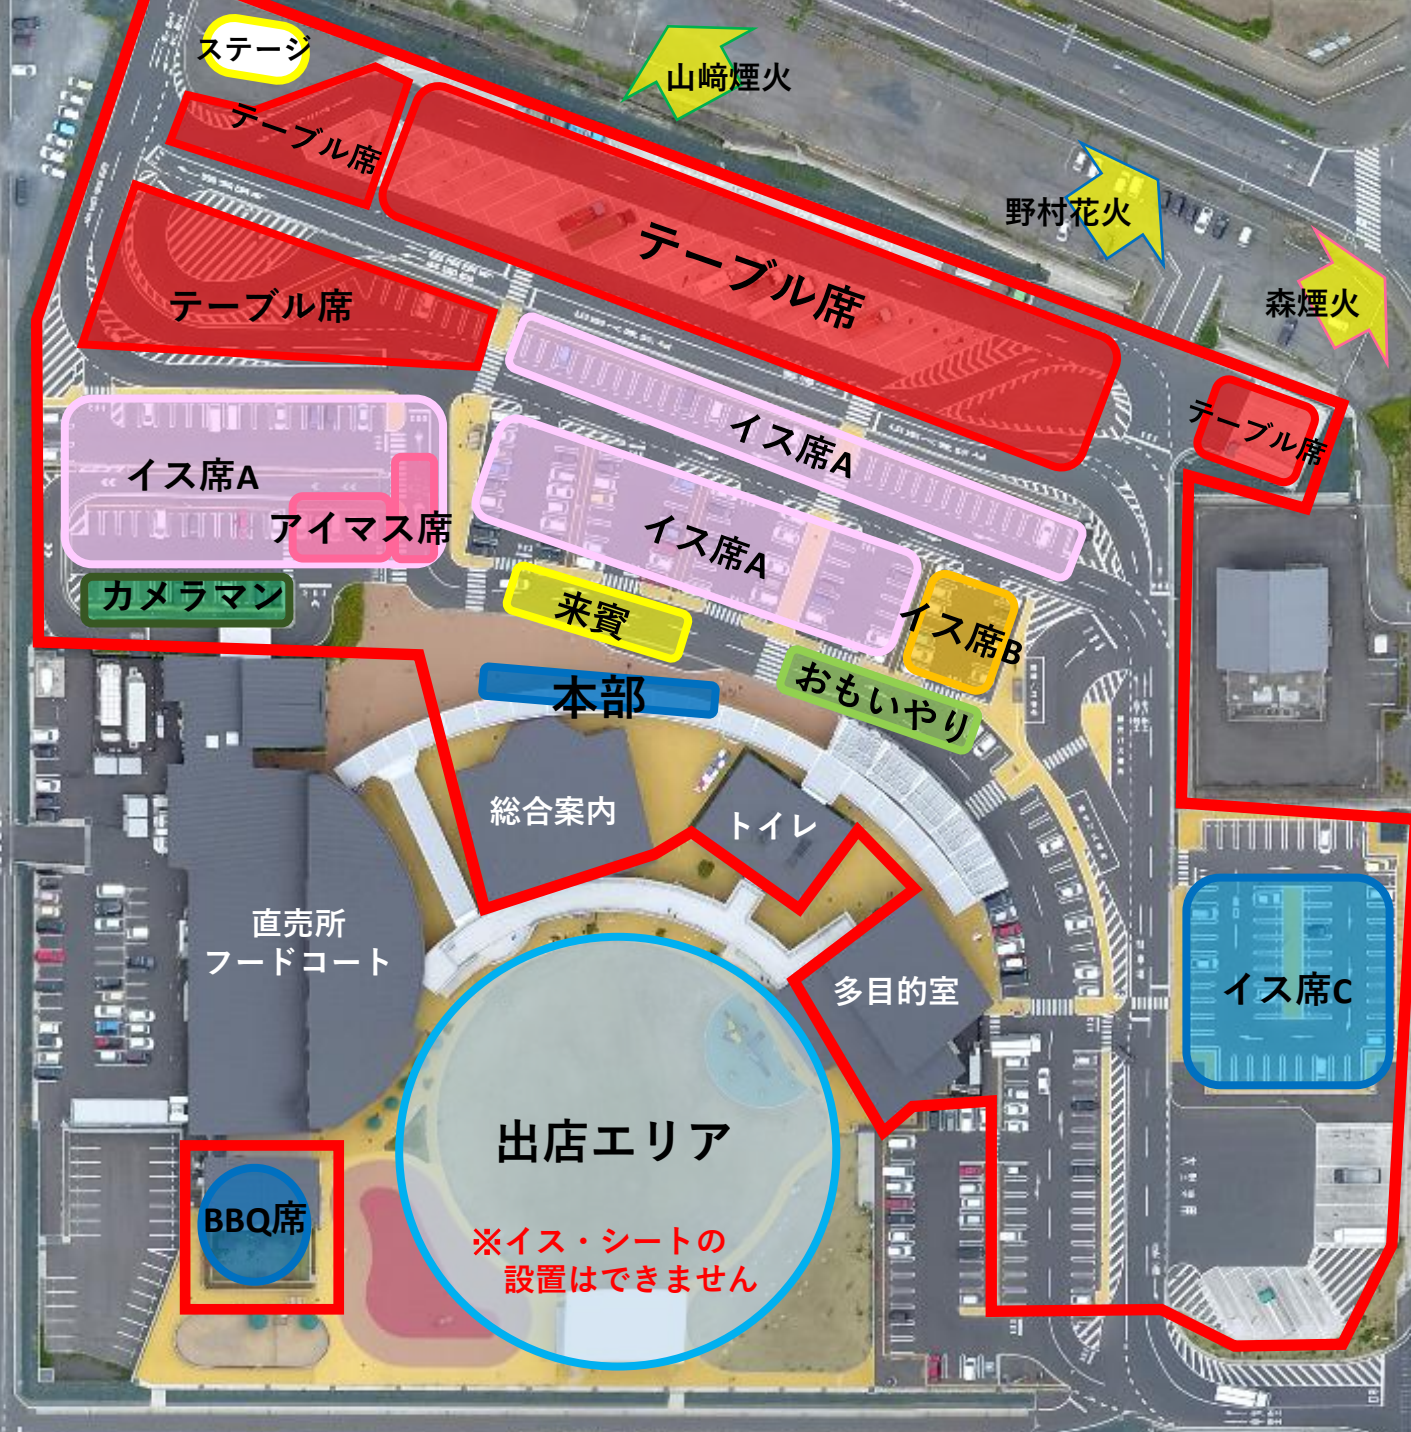 ステージ
山﨑煙火
テーブル席
野村花火
テーブル席
テーブル席
森煙火
テーブル席
イス席A
イス席A
アイマス席
イス席A
カメラマン
来賓
イス席B
本部
おもいやり
総合案内
トイレ
直売所
フードコート
多目的室
イス席C
出店エリア
BBQ席
※イス・シートの
設置はできません